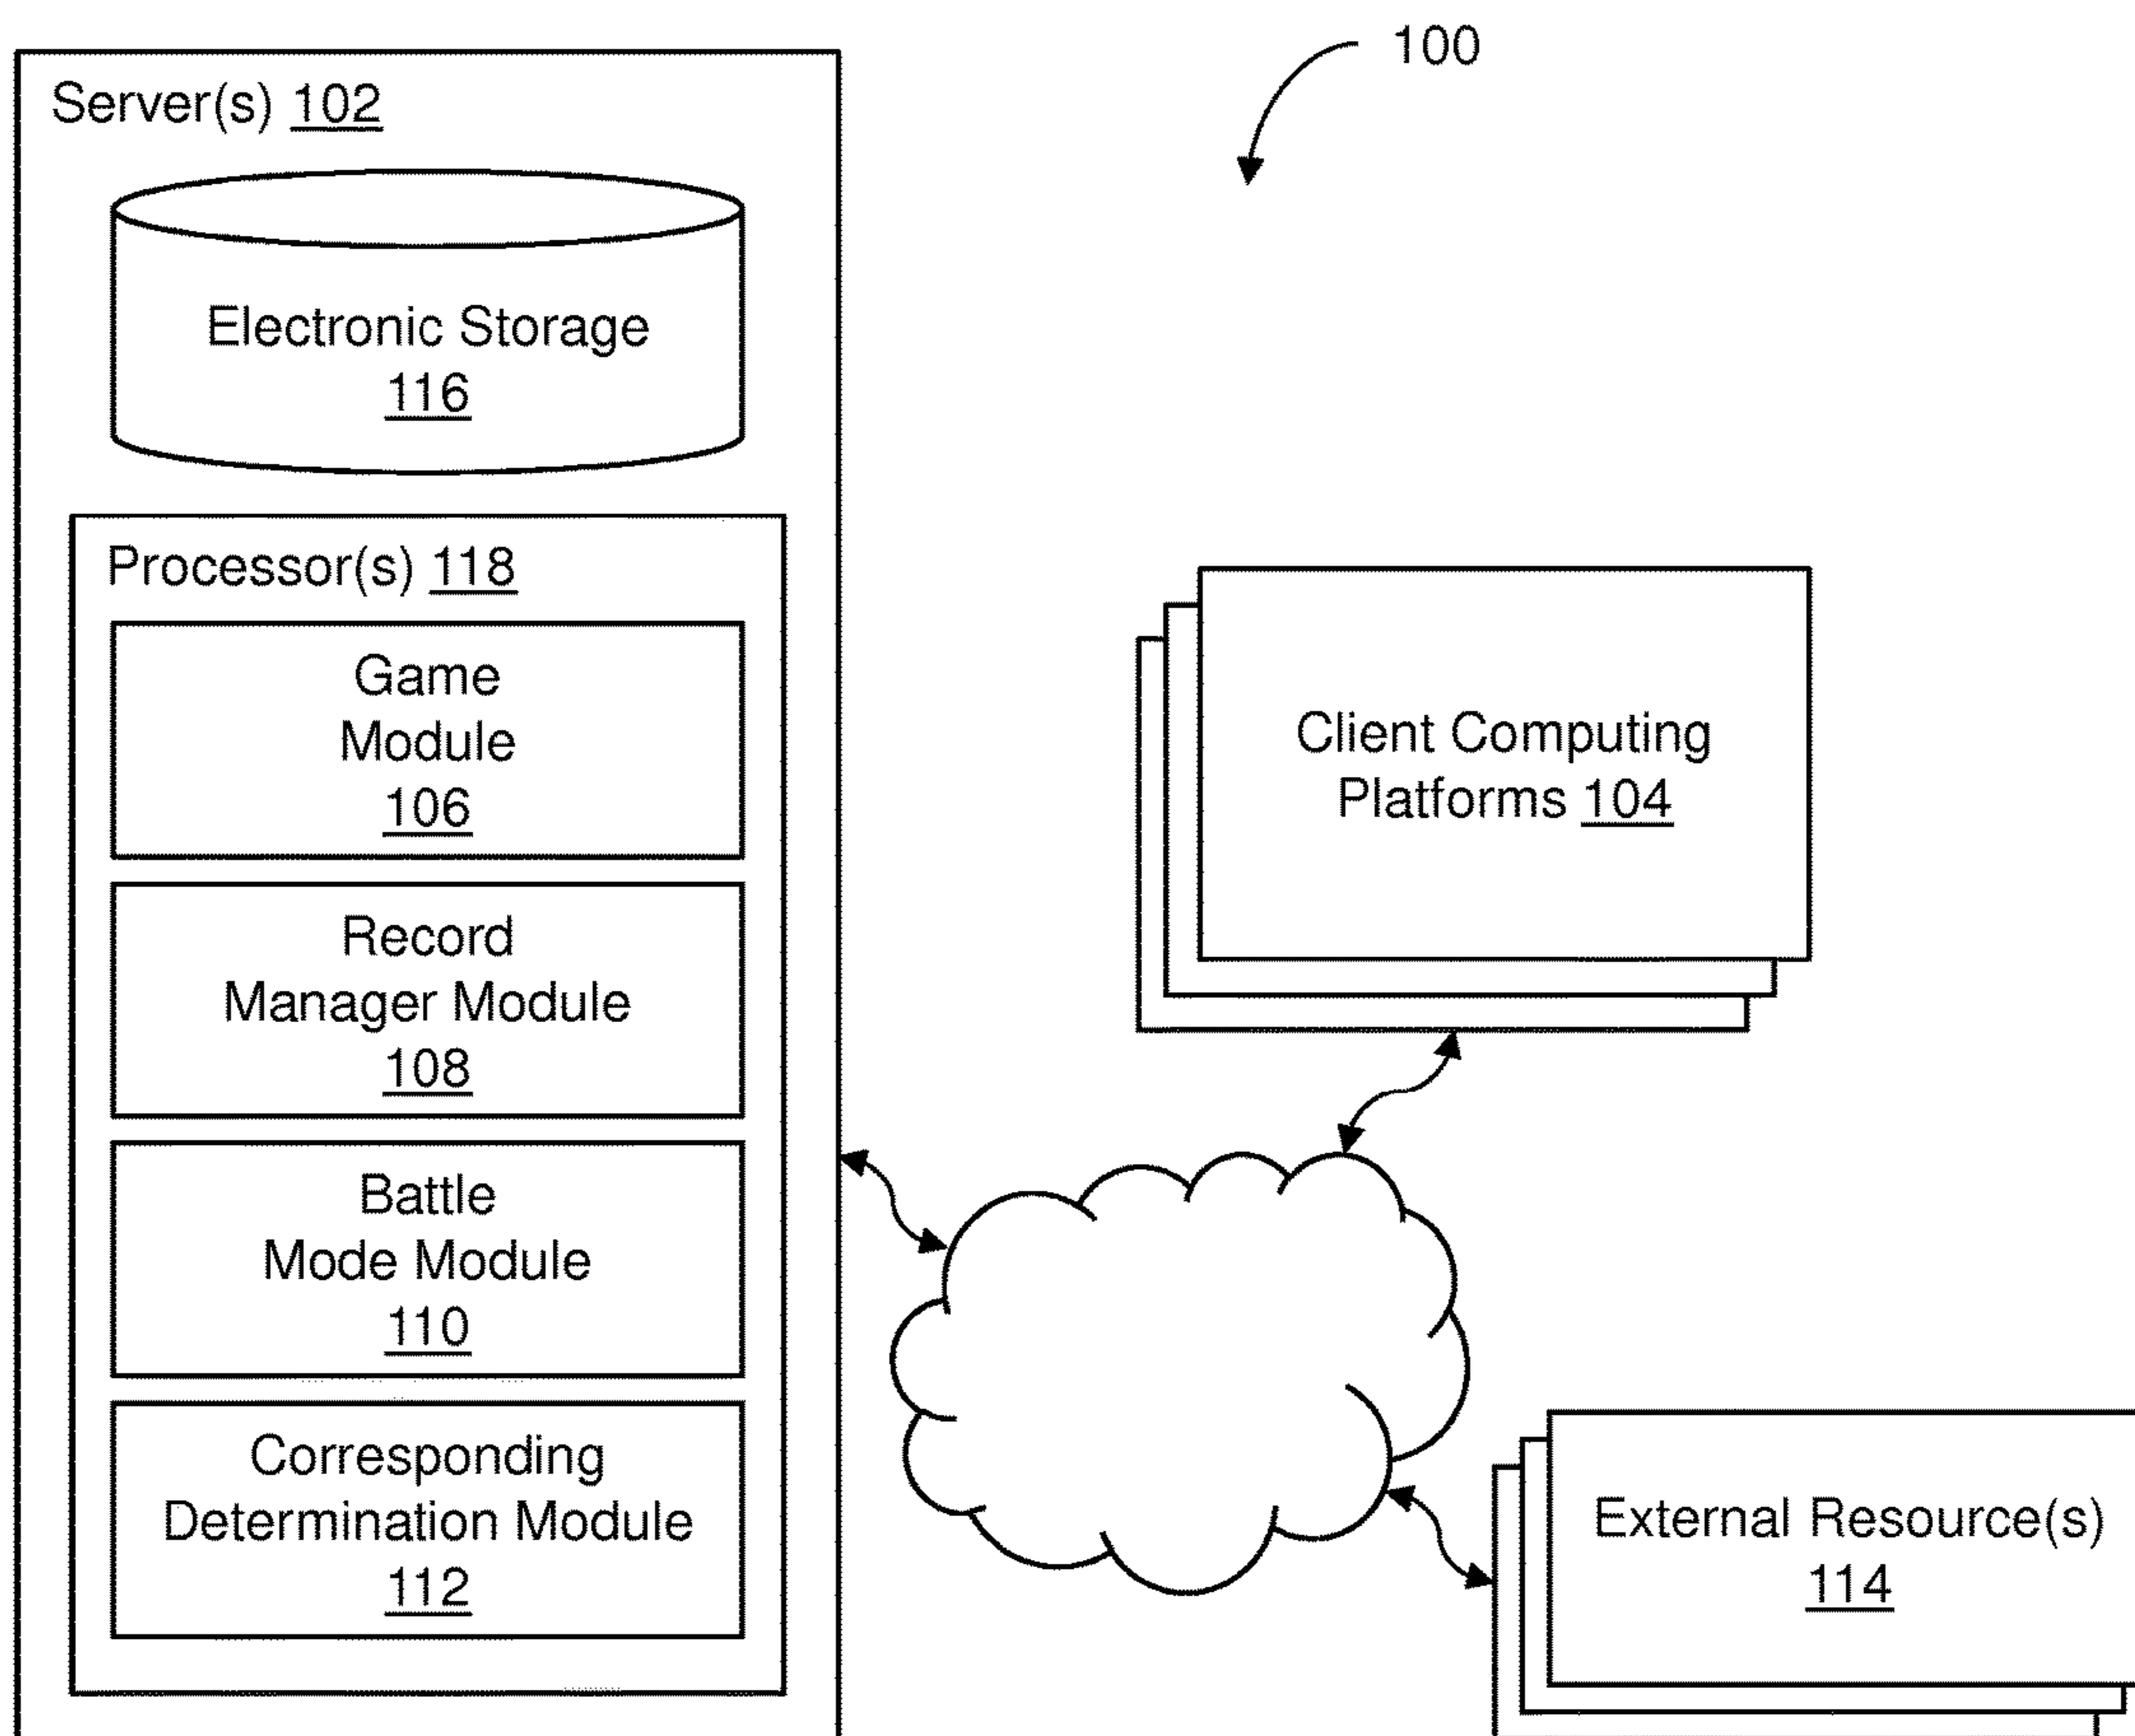 100
Server(s) 102
Electronic Storage
116
Processor(s) 118
Game
Module
106
Record
Manager Module
108
Battle
Mode Module
110
Corresponding
Determination Module
112
Client Computing
Platforms 104
External Resource(s)
114